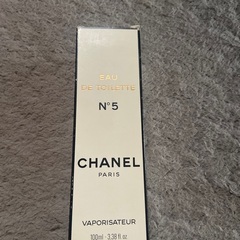 EAU
DE TOILETTE
N°5
CHANEL
PARIS
VAPORISATEUR
100ml - 3.38 fl. oz